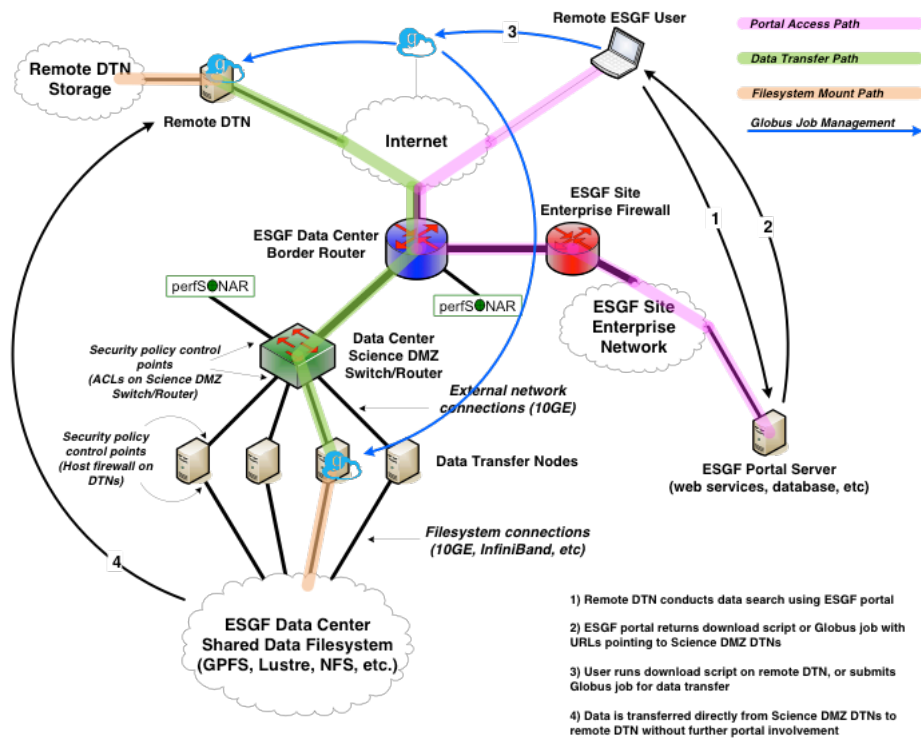 Remote ESGF User
Portal Access Path
Data Transfer Path
Filesystem Mount Path
Globus Job Management
3
g
g
Remote DTN
Storage
Remote DTN
Internet
ESGF Site
Enterprise Firewall
1
2
ESGF Data Center
Border Router
perfSONAR
perfSONAR
ESGF Site
Enterprise
Network
Data Center
Science DMZ
Switch/Router
Security policy control
points
(ACLs on Science DMZ
Switch/Router)
External network
connections (10GE)
Security policy
control points
(Host firewall on
DTNs)
g
Data Transfer Nodes
ESGF Portal Server
(web services, database, etc)
Filesystem connections
(10GE, InfiniBand, etc)
4
ESGF Data Center
Shared Data Filesystem
(GPFS, Lustre, NFS, etc.)
1) Remote DTN conducts data search using ESGF portal
2) ESGF portal returns download script or Globus job with
URLs pointing to Science DMZ DTNs
3) User runs download script on remote DTN, or submits
Globus job for data transfer
4) Data is transferred directly from Science DMZ DTNs to
remote DTN without further portal involvement